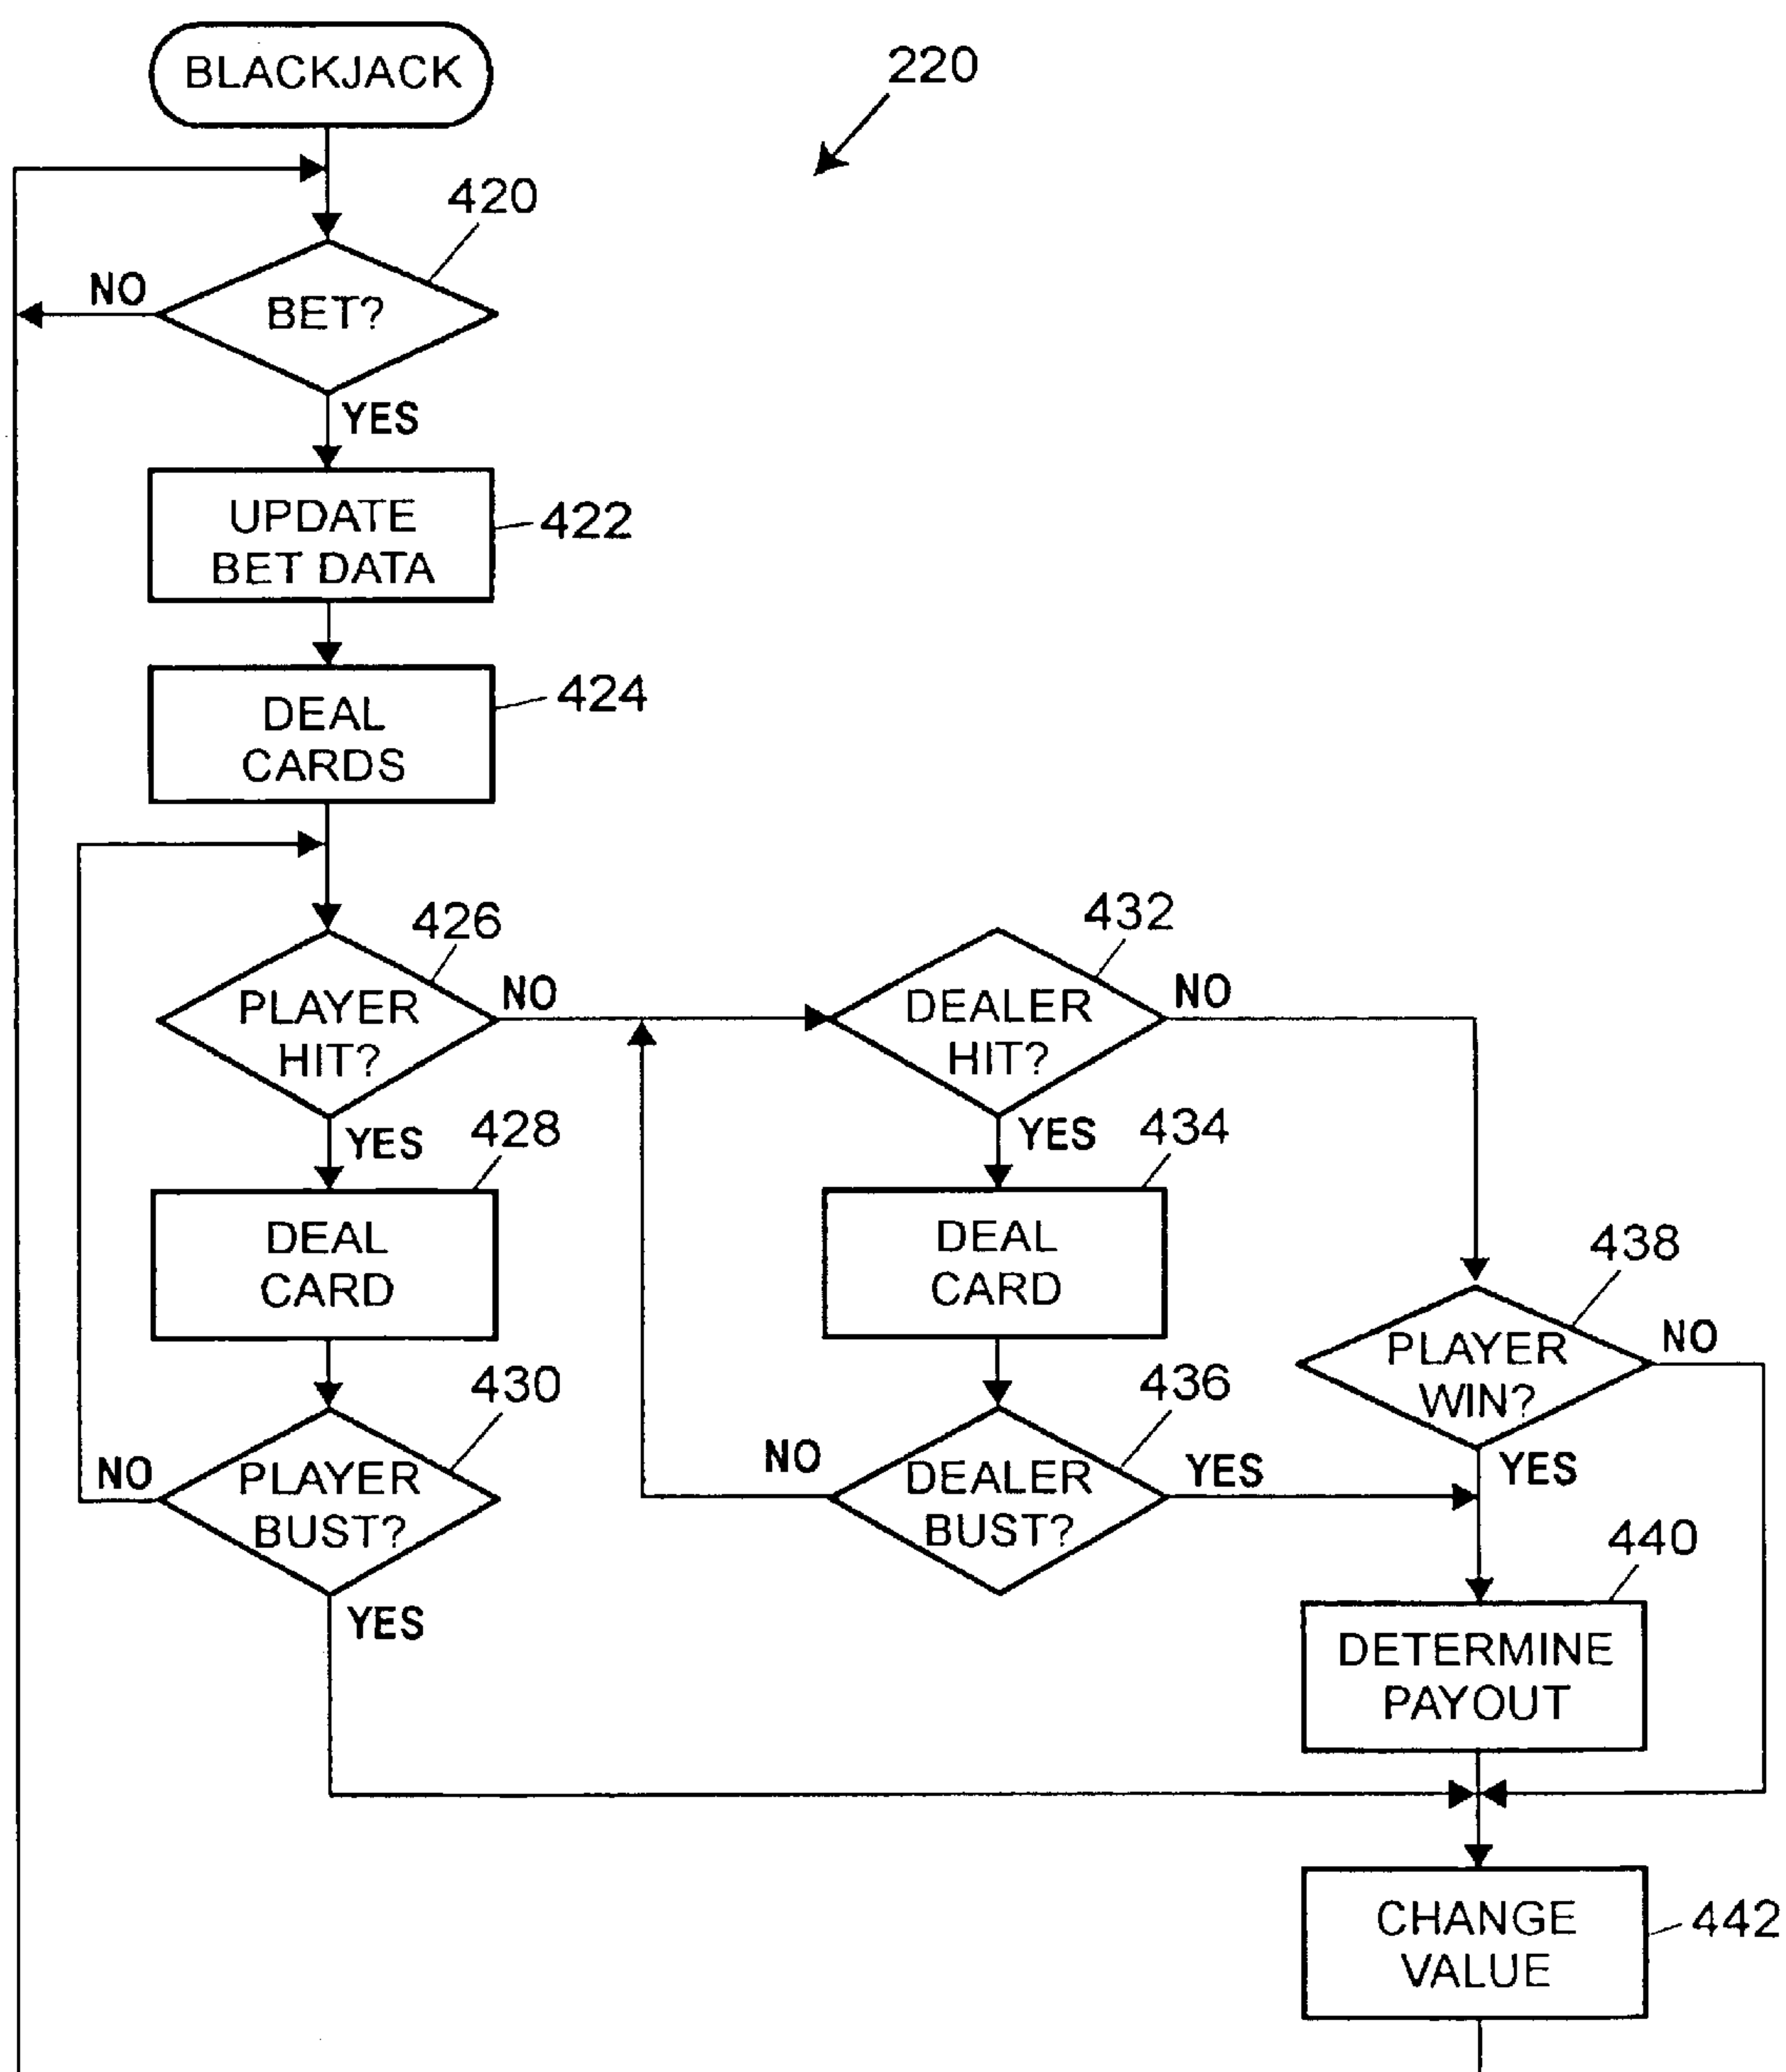 BLACKJACK
220
420
NO
BET?
YES
UPDATE
BET DATA
422
DEAL
CARDS
424
426
PLAYER
HIT?
NO
YES
428
DEAL
CARD
430
NO
PLAYER
BUST?
YES
432
DEALER
HIT?
NO
YES
434
DEAL
CARD
436
NO
DEALER
BUST?
YES
438
PLAYER
WIN?
NO
YES
440
DETERMINE
PAYOUT
CHANGE
VALUE
442